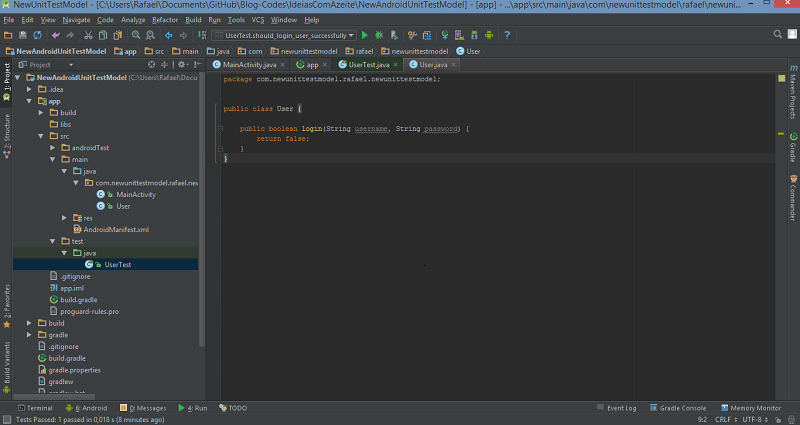 NewUnitTestModel - [C:\Users\Rafael\Documents\GitHub\Blog-Codes\IdeiasComAzeite\NewAndroidUnitTestModel] - [app] - ...\app\src\main\java\com\newunittestmodel\rafael\newuni
File Edit View Navigate Code Analyze Refactor Build Run Tools VCS Window Help
UserTest.should_login_user_successfully
NewAndroidUnitTestModel app src main java com newunittestmodel rafael newunittestmodel User
Project
MainActivity.java app UserTest.java User.java
1: Project
2: Structure
2: Favorites
Build Variants
NewAndroidUnitTestModel (C:\Users\Rafael\Docu
.idea
app
build
libs
src
androidTest
main
java
com.newunittestmodel.rafael.nev
MainActivity
User
res
AndroidManifest.xml
test
java
UserTest
.gitignore
app.iml
build.gradle
proguard-rules.pro
build
gradle
.gitignore
build.gradle
gradle.properties
gradlew
package com.newunittestmodel.rafael.newunittestmodel;
public class User {
public boolean login(String username, String password) {
return false;
}
}
Maven Projects
Gradle
Commander
Terminal 6: Android 0: Messages 4: Run TODO Event Log Gradle Console Memory Monitor
Tests Passed: 1 passed in 0,018 s (8 minutes ago) 9:2 CRLF UTF-8